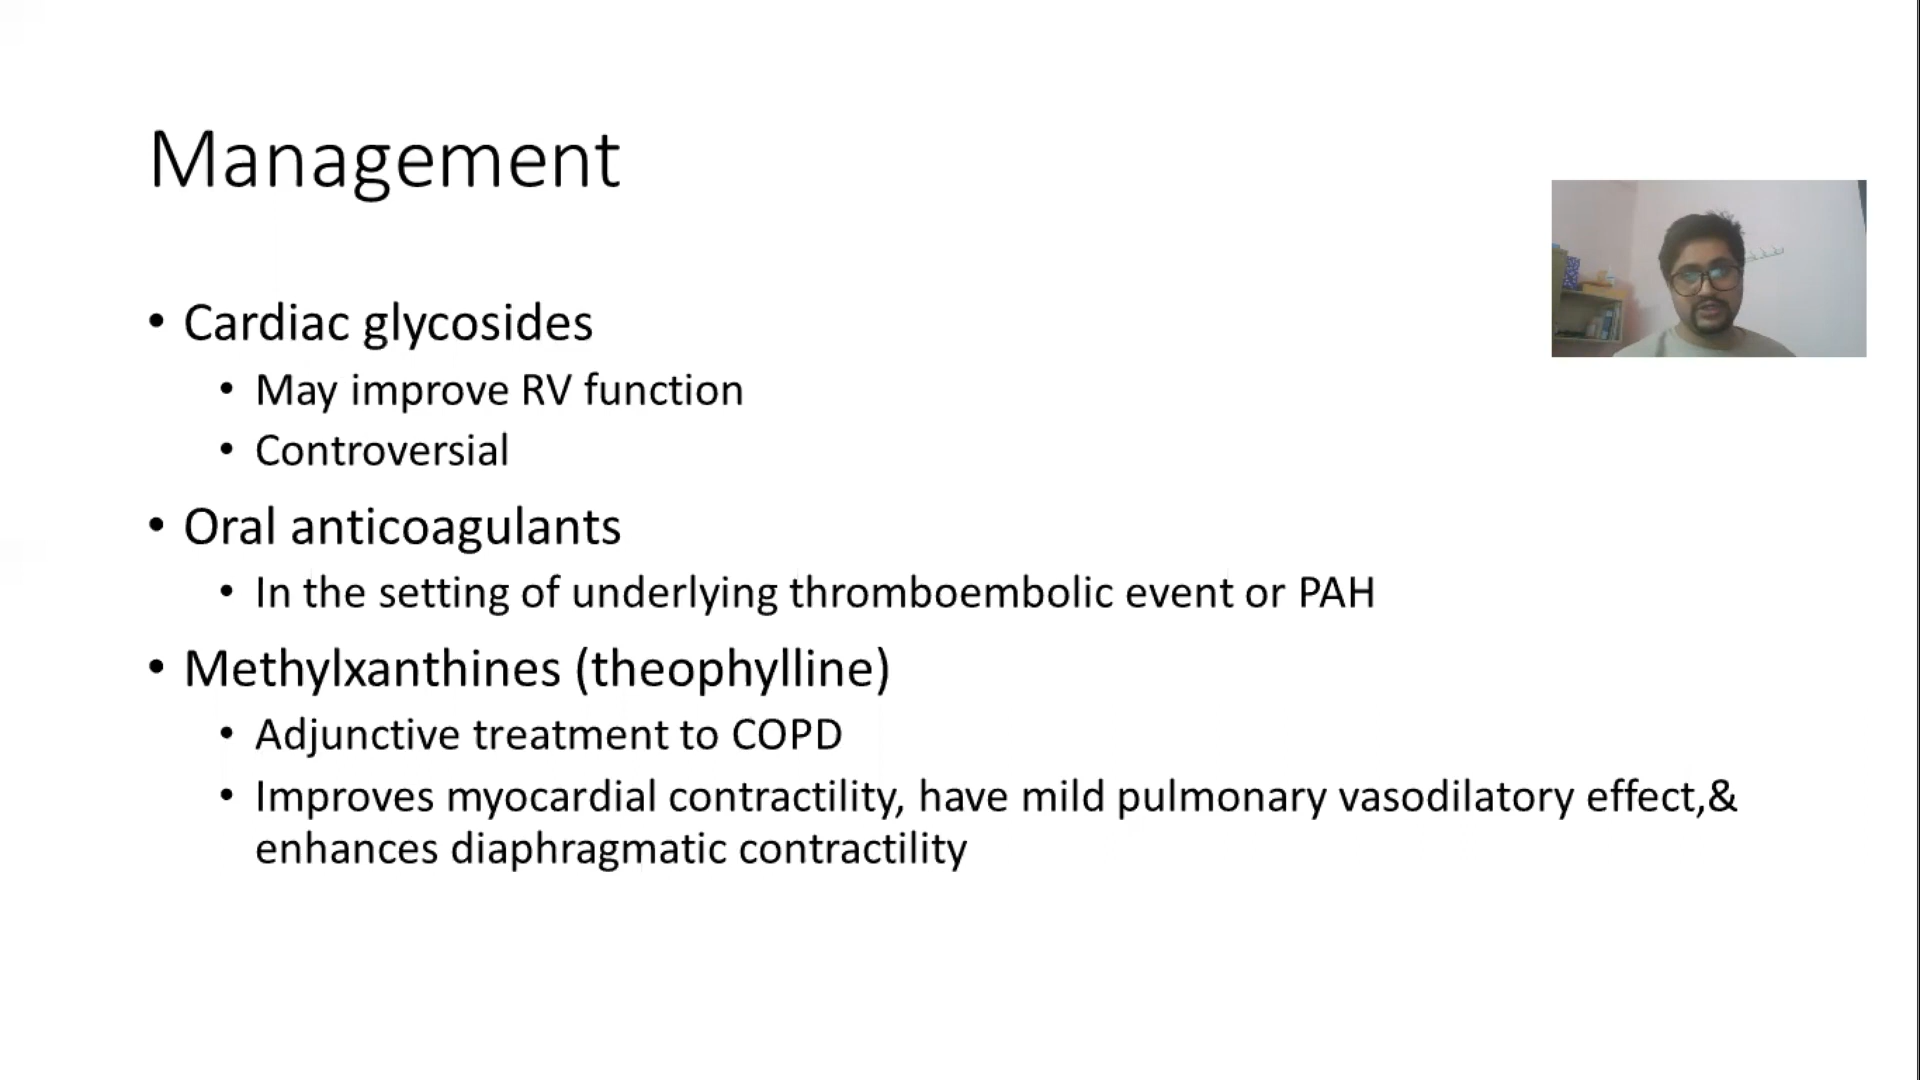 Management
• Cardiac glycosides
• May improve RV function
• Controversial
• Oral anticoagulants
• In the setting of underlying thromboembolic event or PAH
• Methylxanthines (theophylline)
• Adjunctive treatment to COPD
• Improves myocardial contractility, have mild pulmonary vasodilatory effect,&
enhances diaphragmatic contractility